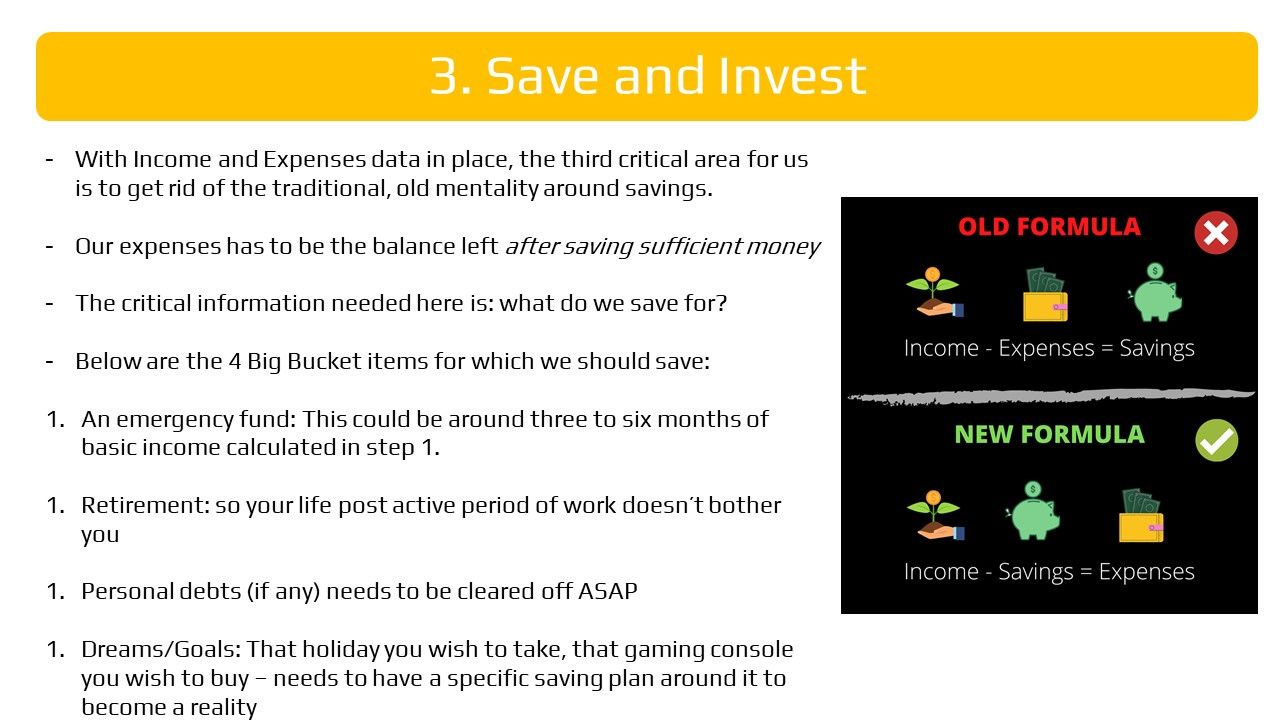 3. Save and Invest
- With Income and Expenses data in place, the third critical area for us
is to get rid of the traditional, old mentality around savings.
- Our expenses has to be the balance left after saving sufficient money
- The critical information needed here is: what do we save for?
- Below are the 4 Big Bucket items for which we should save:
1. An emergency fund: This could be around three to six months of
basic income calculated in step 1.
1. Retirement: so your life post active period of work doesn´t bother
you
1. Personal debts (if any) needs to be cleared off ASAP
1. Dreams/Goals: That holiday you wish to take, that gaming console
you wish to buy – needs to have a specific saving plan around it to
become a reality
OLD FORMULA
$
Income - Expenses = Savings
NEW FORMULA
$
Income - Savings = Expenses